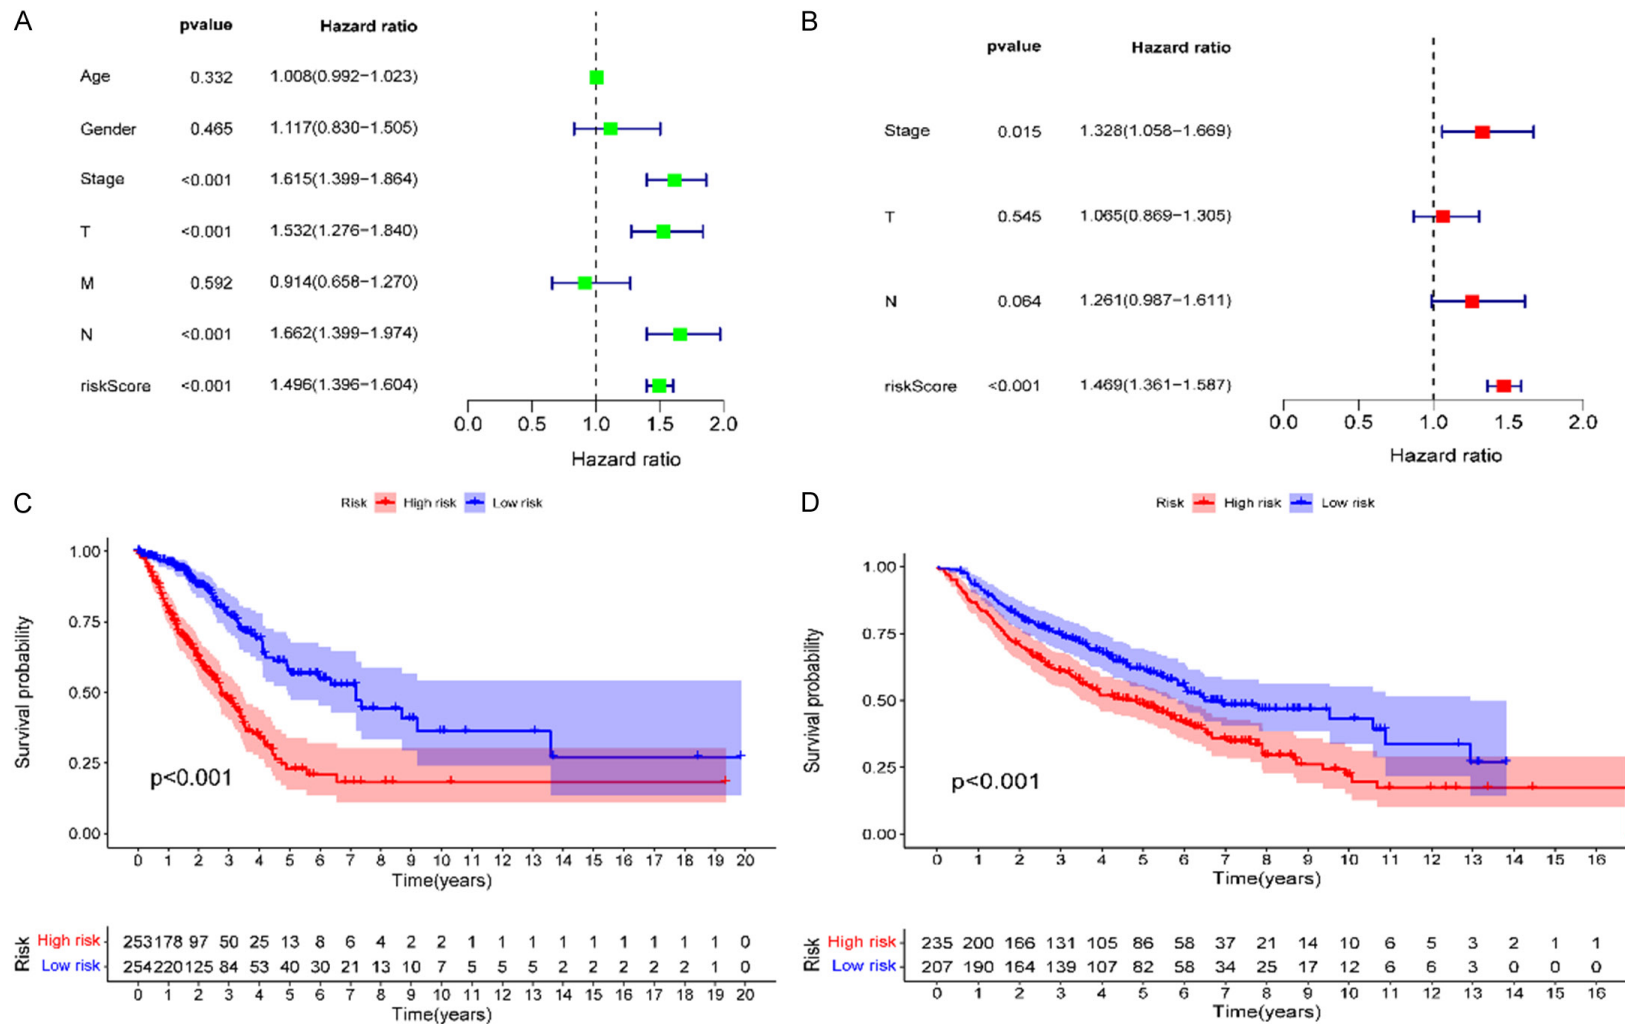 A
pvalue Hazard ratio
Age 0.332 1.008(0.992−1.023)
Gender 0.465 1.117(0.830−1.505)
Stage <0.001 1.615(1.399−1.864)
T <0.001 1.532(1.276−1.840)
M 0.592 0.914(0.658−1.270)
N <0.001 1.662(1.399−1.974)
riskScore <0.001 1.496(1.396−1.604)
0.0 0.5 1.0 1.5 2.0
Hazard ratio
B
pvalue Hazard ratio
Stage 0.015 1.328(1.058−1.669)
T 0.545 1.065(0.869−1.305)
N 0.064 1.261(0.987−1.611)
riskScore <0.001 1.469(1.361−1.587)
0.0 0.5 1.0 1.5 2.0
Hazard ratio
C
Risk High risk Low risk
Survival probability
1.00
0.75
0.50
0.25
0.00
p<0.001
0 1 2 3 4 5 6 7 8 9 10 11 12 13 14 15 16 17 18 19 20
Time(years)
Risk
High risk 253 178 97 50 25 13 8 6 4 2 2 1 1 1 1 1 1 1 1 1 0
Low risk 254 220 125 84 53 40 30 21 13 10 7 5 5 5 2 2 2 2 2 1 0
0 1 2 3 4 5 6 7 8 9 10 11 12 13 14 15 16 17 18 19 20
Time(years)
D
Risk High risk Low risk
Survival probability
1.00
0.75
0.50
0.25
0.00
p<0.001
0 1 2 3 4 5 6 7 8 9 10 11 12 13 14 15 16
Time(years)
Risk
High risk 235 200 166 131 105 86 58 37 21 14 10 6 5 3 2 1 1
Low risk 207 190 164 139 107 82 58 34 25 17 12 6 6 3 0 0 0
0 1 2 3 4 5 6 7 8 9 10 11 12 13 14 15 16
Time(years)